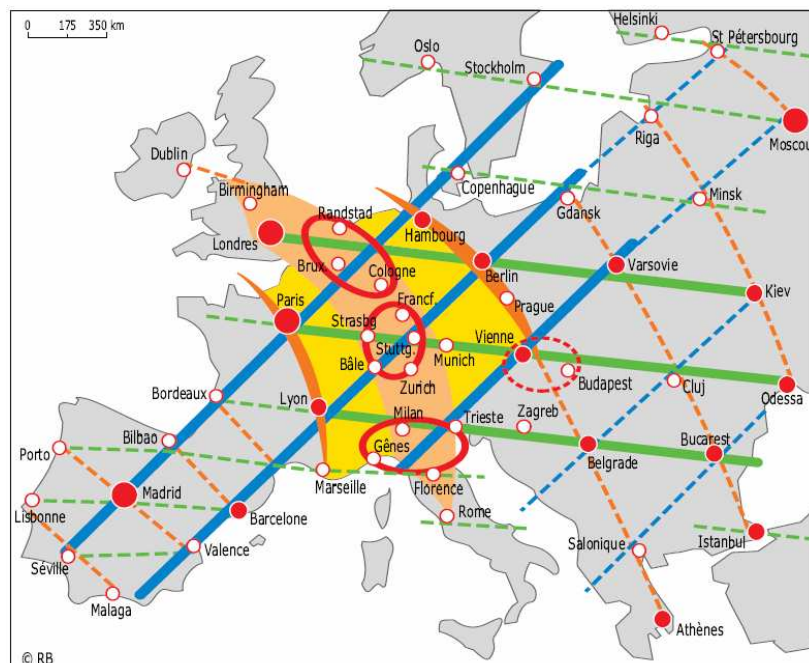 0 175 350 km
Helsinki
St Pétersbourg
Oslo
Stockholm
Riga
Moscou
Dublin
Birmingham
Copenhague
Minsk
Gdansk
Randstad
Londres
Hambourg
Brux.
Cologne
Berlin
Varsovie
Kiev
Paris
Francf.
Prague
Strasbg
Stuttg.
Vienne
Munich
Bâle
Zurich
Budapest
Cluj
Odessa
Bordeaux
Lyon
Milan
Trieste
Zagreb
Bilbao
Gênes
Belgrade
Bucarest
Porto
Marseille
Florence
Madrid
Lisbonne
Barcelone
Rome
Istanbul
Valence
Salonique
Séville
Malaga
Athènes
© RB